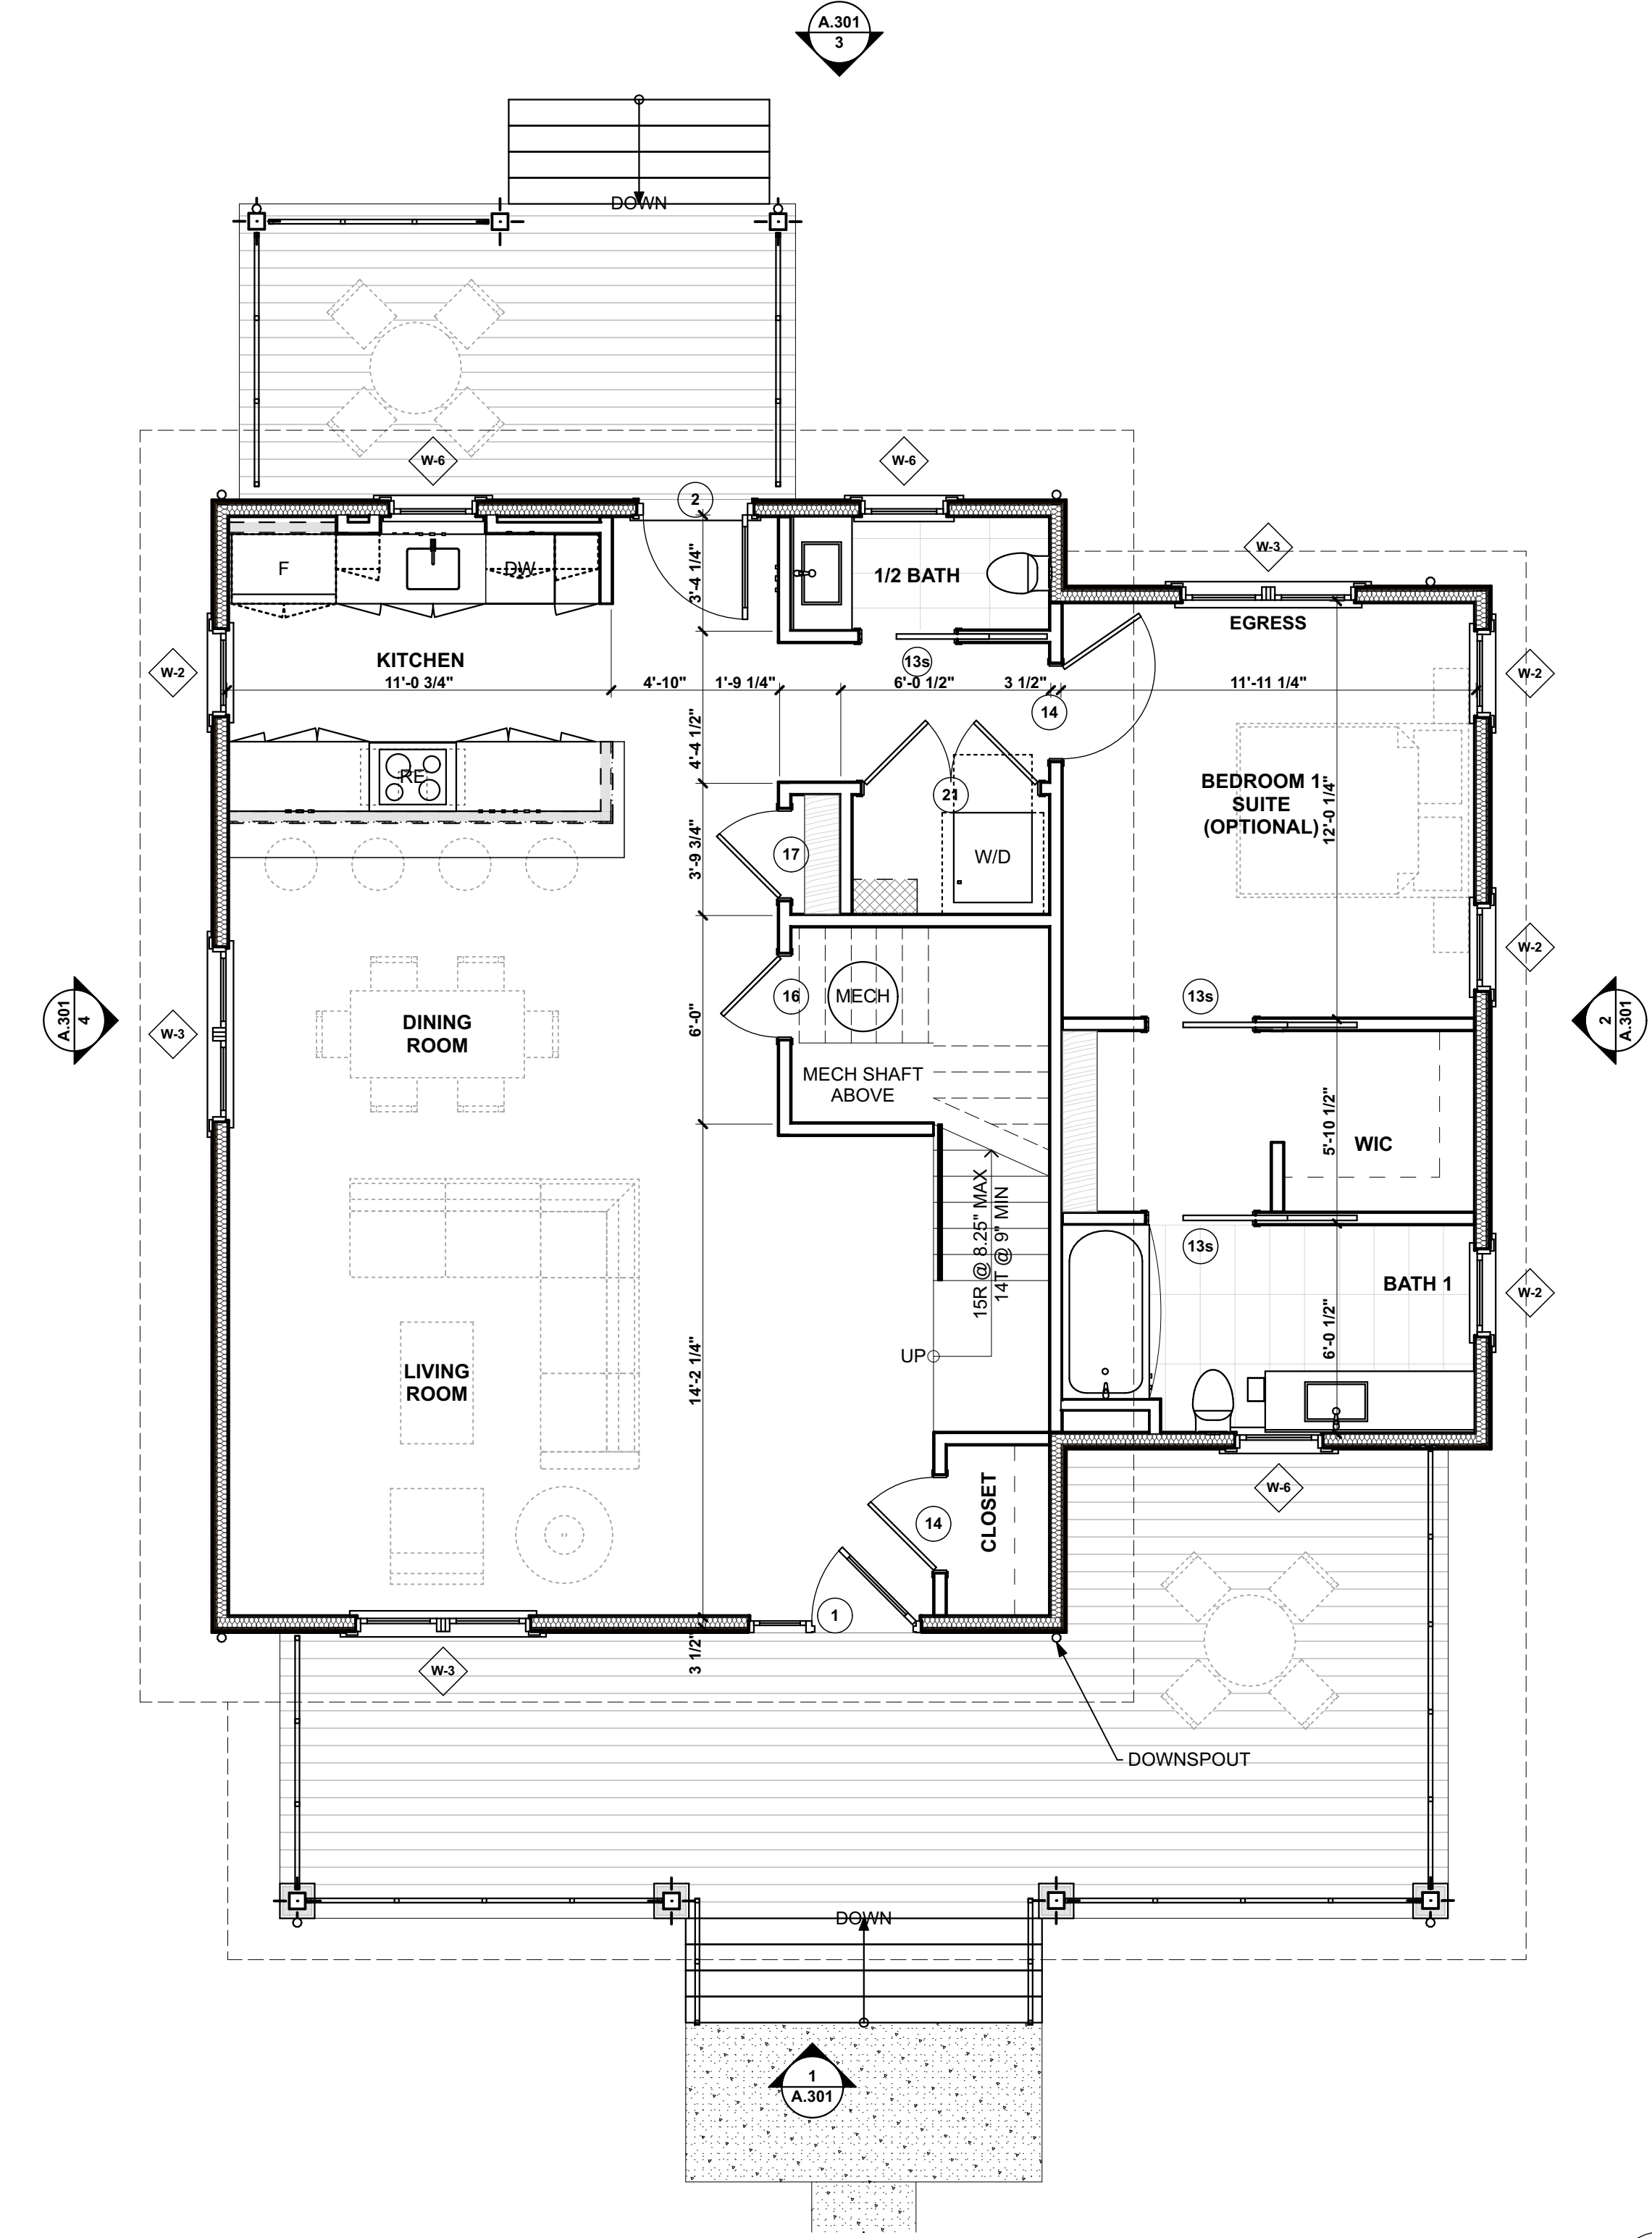 A.301
3
DOWN
W-6
W-6
2
W-3
F
DW
3'-4 1/4"
1/2 BATH
EGRESS
KITCHEN
W-2
13s
W-2
11'-0 3/4"
4'-10"
1'-9 1/4"
6'-0 1/2"
3 1/2"
11'-11 1/4"
14
4'-4 1/2"
RE
21
BEDROOM 1
SUITE
(OPTIONAL)
12'-0 1/4"
17
3'-9 3/4"
W/D
W-2
16
MECH
13s
A.301
4
W-3
DINING
ROOM
6'-0"
2
A.301
MECH SHAFT
ABOVE
5'-10 1/2"
WIC
15R @ 8.25" MAX
14T @ 9" MIN
13s
BATH 1
W-2
6'-0 1/2"
UP
LIVING
ROOM
14'-2 1/4"
W-6
CLOSET
14
1
3 1/2"
W-3
DOWNSPOUT
DOWN
1
A.301